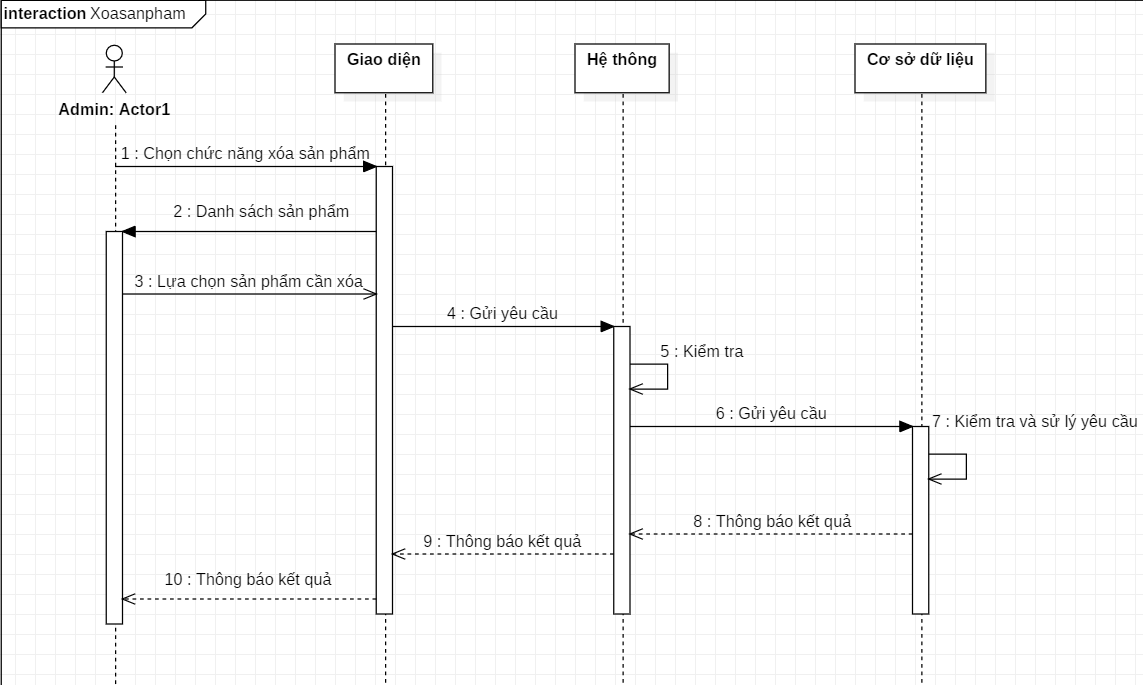 interaction Xoasanpham
Giao diện
Hệ thông
Cơ sở dữ liệu
Admin: Actor1
1 : Chọn chức năng xóa sản phẩm
2 : Danh sách sản phẩm
3 : Lựa chọn sản phẩm cần xóa
4 : Gửi yêu cầu
5 : Kiểm tra
6 : Gửi yêu cầu
7 : Kiểm tra và sử lý yêu cầu
8 : Thông báo kết quả
9 : Thông báo kết quả
10 : Thông báo kết quả